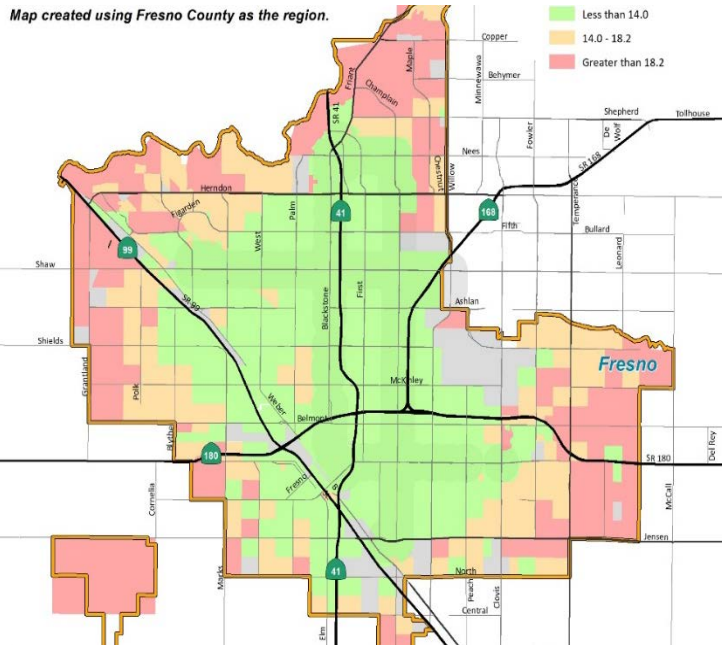 Map created using Fresno County as the region.
Less than 14.0
14.0 - 18.2
Greater than 18.2
Copper
Friant
Maple
Minnewawa
Behymer
Champlain
SR 41
Shepherd
Tollhouse
De
Wolf
Fowler
Nees
Chestnut
Willow
SR 168
Temperance
Herndon
Palm
41
168
Figarden
West
Fifth
Bullard
Leonard
99
Shaw
SR 99
Blackstone
First
Ashlan
Shields
Fresno
Grantland
Polk
McKinley
Weber
Belmont
Blythe
180
SR 180
Del Rey
McCall
Fresno
Cornelia
Jensen
41
North
Marks
Peach
Clovis
Central
Elm